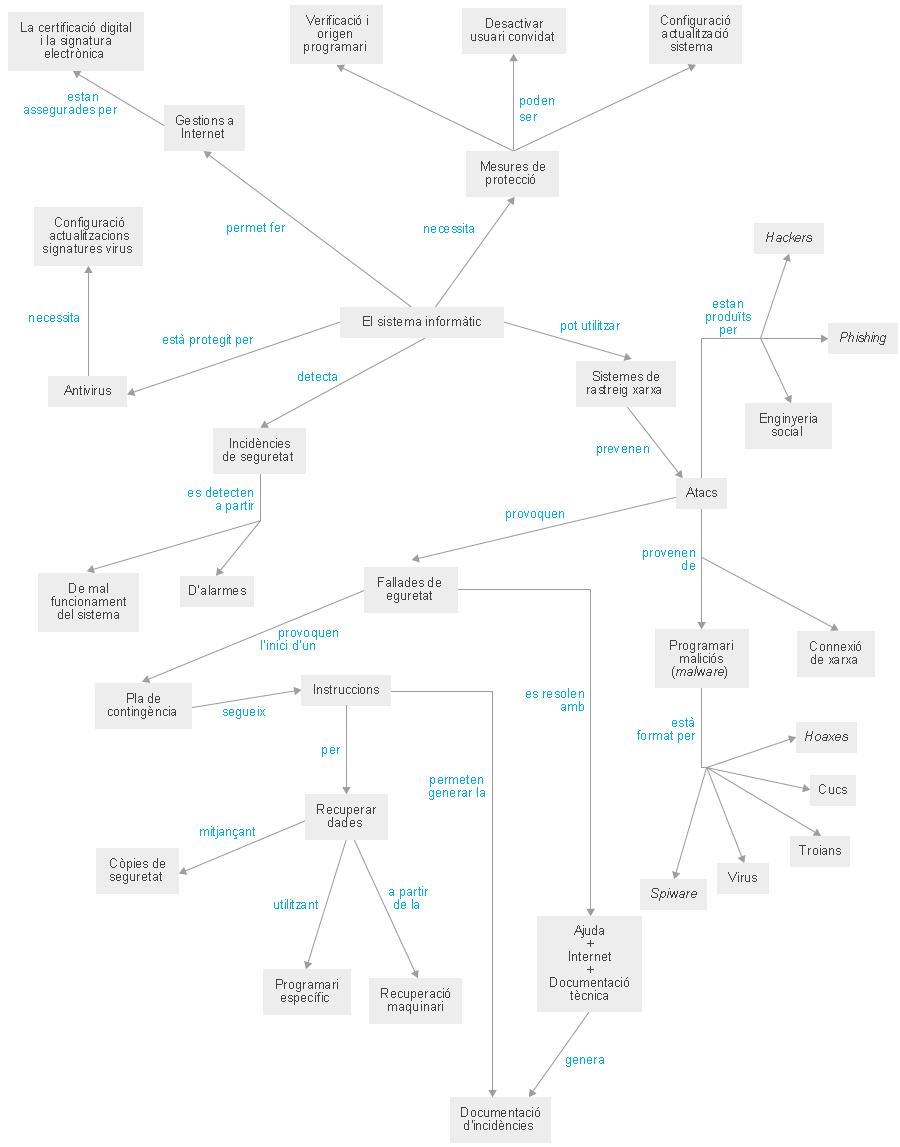 La certificació digital
i la signatura
electrònica
Verificació i
origen
programari
Desactivar
usuari convidat
Configuració
actualització
sistema
estan
assegurades per
poden
ser
Gestions a
Internet
Mesures de
protecció
Configuració
actualitzacions
signatures virus
permet fer
necessita
Hackers
necessita
El sistema informàtic
estan
produïts
per
està protegit per
pot utilitzar
Phishing
detecta
Antivirus
Sistemes de
rastreig xarxa
Enginyeria
social
Incidències
de seguretat
prevenen
es detecten
a partir
Atacs
provoquen
provenen
de
De mal
funcionament
del sistema
D'alarmes
Fallades de
eguretat
provoquen
l'inici d'un
Programari
maliciós
(malware)
Connexió
de xarxa
Pla de
contingència
segueix
Instruccions
es resolen
amb
està
format per
Hoaxes
per
permeten
generar la
Cucs
Recuperar
dades
mitjançant
Troians
Còpies de
seguretat
Virus
Spiware
utilitzant
a partir
de la
Ajuda
+
Internet
+
Documentació
tècnica
Programari
específic
Recuperació
maquinari
genera
Documentació
d'incidències